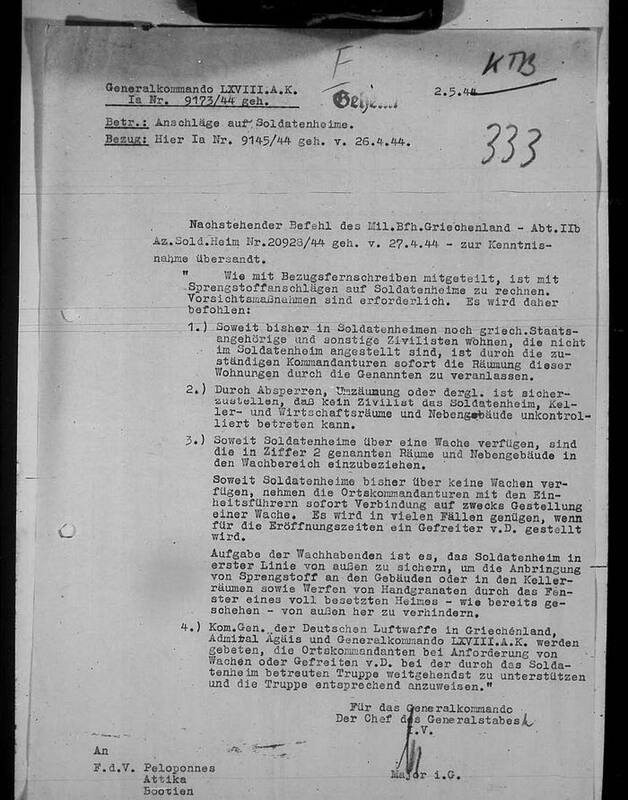 F
KTB
Generalkommando LXVIII.A.K.
Ia Nr. 9173/44 geh.
Geheim
2.5.44
333
Betr.: Anschläge auf Soldatenheime.
Bezug: Hier Ia Nr. 9145/44 geh. v. 26.4.44.
Nachstehender Befehl des Mil.Bfh.Griechenland - Abt.IIb
Az.Sold.Heim Nr.20928/44 geh. v. 27.4.44 - zur Kenntnis-
nahme übersandt.
" Wie mit Bezugsfernschreiben mitgeteilt, ist mit
Sprengstoffanschlägen auf Soldatenheime zu rechnen.
Vorsichtsmaßnahmen sind erforderlich. Es wird daher
befohlen:
1.) Soweit bisher in Soldatenheimen noch griech.Staats-
angehörige und sonstige Zivilisten wohnen, die nicht
im Soldatenheim angestellt sind, ist durch die zu-
ständigen Kommandanturen sofort die Räumung dieser
Wohnungen durch die Genannten zu veranlassen.
2.) Durch Absperren, Umzäunung oder dergl. ist sicher-
zustellen, daß kein Zivilist das Soldatenheim, Kel-
ler- und Wirtschaftsräume und Nebengebäude unkontrol-
liert betreten kann.
3.) Soweit Soldatenheime über eine Wache verfügen, sind
die in Ziffer 2 genannten Räume und Nebengebäude in
den Wachbereich einzubeziehen.
Soweit Soldatenheime bisher über keine Wachen ver-
fügen, nehmen die Ortskommandanturen mit den Ein-
heitsführern sofort Verbindung auf zwecks Gestellung
einer Wache. Es wird in vielen Fällen genügen, wenn
für die Eröffnungszeiten ein Gefreiter v.D. gestellt
wird.
Aufgabe der Wachhabenden ist es, das Soldatenheim in
erster Linie von außen zu sichern, um die Anbringung
von Sprengstoff an den Gebäuden oder in den Keller-
räumen sowie Werfen von Handgranaten durch das Fen-
ster eines voll besetzten Heimes - wie bereits ge-
schehen - von außen her zu verhindern.
4.) Kom.Gen. der Deutschen Luftwaffe in Griechenland,
Admital Ägäis und Generalkommando LXVIII.A.K. werden
gebeten, die Ortskommandanten bei Anforderung von
Wachen oder Gefreiten v.D. bei der durch das Solda-
tenheim betreuten Truppe weitgehendst zu unterstützen
und die Truppe entsprechend anzuweisen."
Für das Generalkommando
Der Chef des Generalstabes
I.V.
Major i.G.
An
F.d.V. Peloponnes
Attika
Böotien